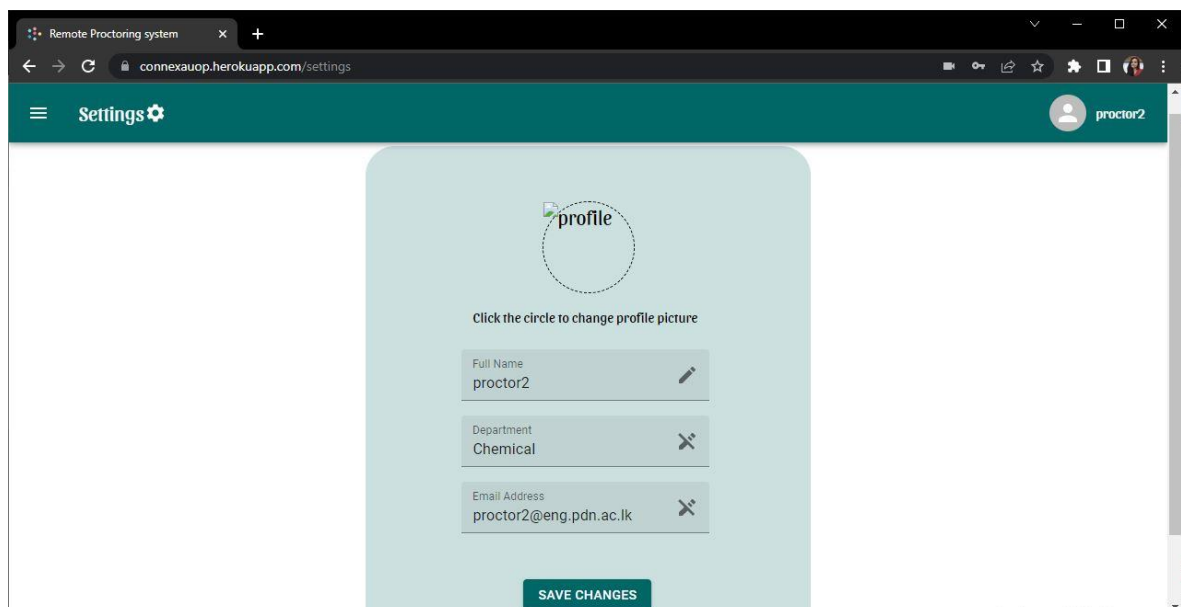 Remote Proctoring system
connexauop.herokuapp.com/settings
Settings
proctor2
profile
Click the circle to change profile picture
Full Name
proctor2
Department
Chemical
Email Address
proctor2@eng.pdn.ac.lk
SAVE CHANGES